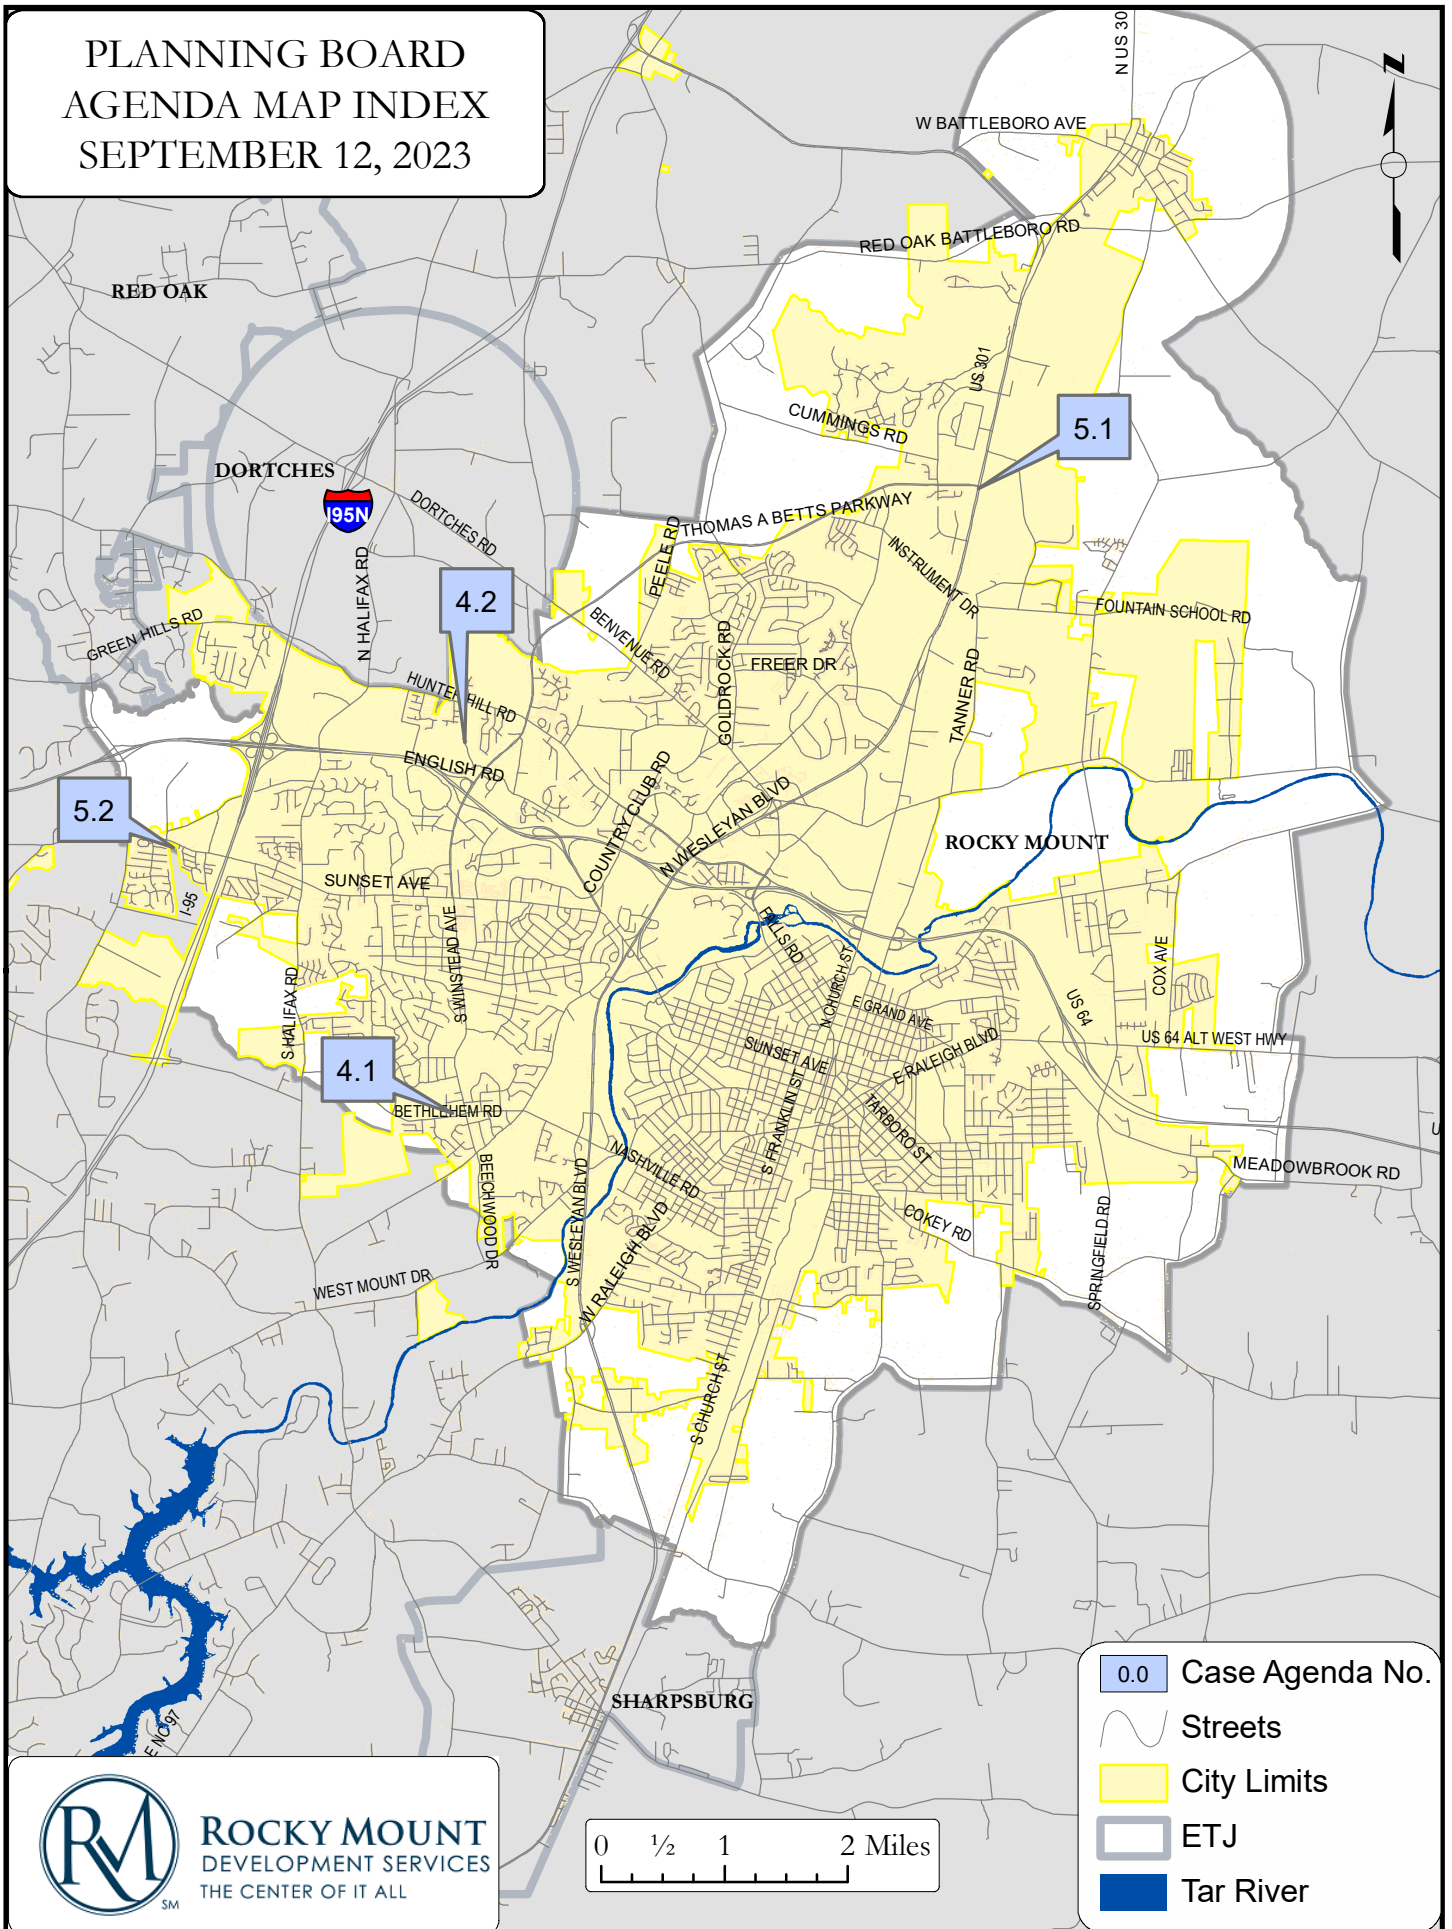 PLANNING BOARD
AGENDA MAP INDEX
SEPTEMBER 12, 2023
N
N US 30
W BATTLEBORO AVE
RED OAK BATTLEBORO RD
RED OAK
US 301
CUMMINGS RD
5.1
DORTCHES
I95N
DORTCHES RD
THOMAS A BETTS PARKWAY
PEELE RD
INSTRUMENT DR
N HALIFAX RD
4.2
FOUNTAIN SCHOOL RD
GREEN HILLS RD
BENVENUE RD
GOLDROCK RD
FREER DR
TANNER RD
HUNTER HILL RD
ENGLISH RD
COUNTRY CLUB RD
N WESLEYAN BLVD
5.2
ROCKY MOUNT
SUNSET AVE
I-95
S WINSTEAD AVE
FALLS RD
N CHURCH ST
COX AVE
S HALIFAX RD
E GRAND AVE
US 64
US 64 ALT WEST HWY
SUNSET AVE
E RALEIGH BLVD
4.1
BETHLEHEM RD
S FRANKLIN ST
TARBORO ST
NASHVILLE RD
U
MEADOWBROOK RD
BEECHWOOD DR
S WESLEYAN BLVD
W RALEIGH BLVD
COKEY RD
SPRINGFIELD RD
WEST MOUNT DR
S CHURCH ST
SHARPSBURG
E NC 97
0.0 Case Agenda No.
Streets
City Limits
ETJ
Tar River
RM
SM
ROCKY MOUNT
DEVELOPMENT SERVICES
THE CENTER OF IT ALL
0 ½ 1 2 Miles